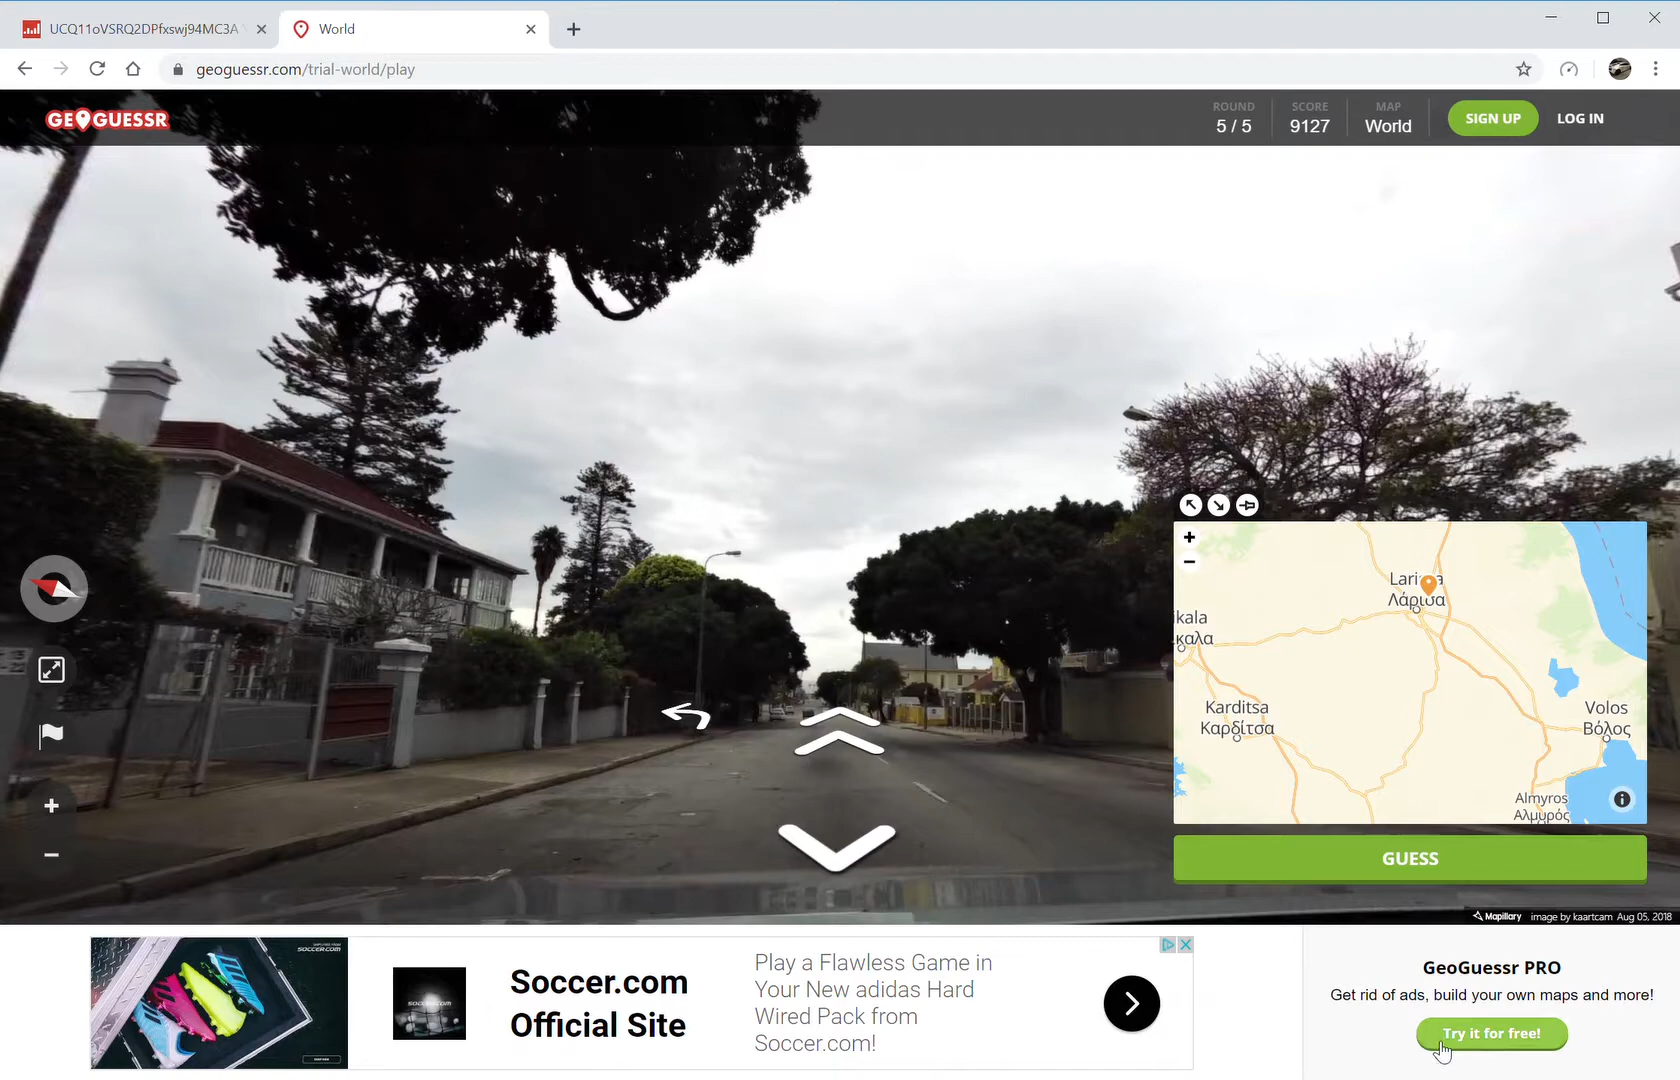 UCQ11oVSRQ2DPfxswj94MC3A
World
geoguessr.com/trial-world/play
GEOGUESSR
ROUND
5 / 5
SCORE
9127
MAP
World
SIGN UP
LOG IN
Λάρισα
Karditsa
Καρδίτσα
Volos
Βόλος
Almyros
Αλμυρός
GUESS
Mapillary image by kaartcam Aug 05, 2018
SOCCER.COM
Soccer.com
Official Site
Play a Flawless Game in
Your New adidas Hard
Wired Pack from
Soccer.com!
GeoGuessr PRO
Get rid of ads, build your own maps and more!
Try it for free!